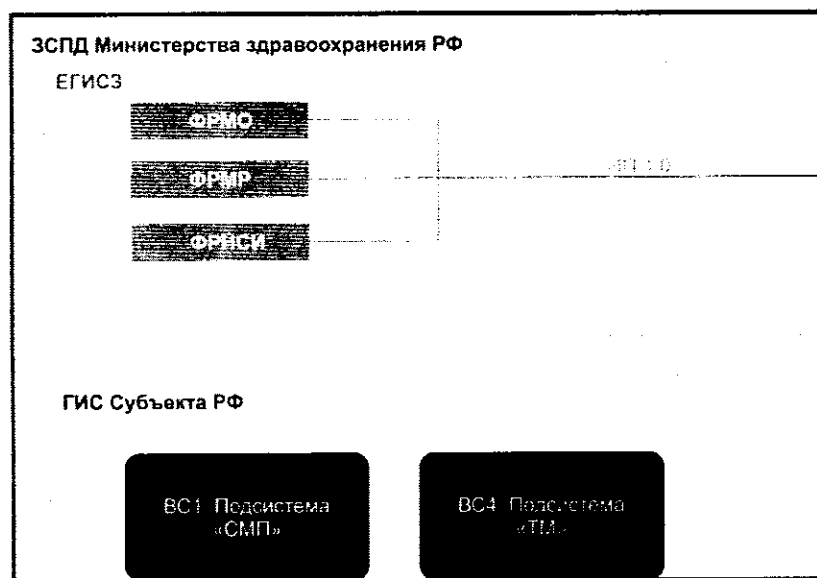 ЗСПД Министерства здравоохранения РФ
ЕГИСЗ
ФРМО
ФРМР
ФРНСИ
ГИС Субъекта РФ
ВС1 Подсистема
«СМП»
ВС4 Подсистема
«ТМ»